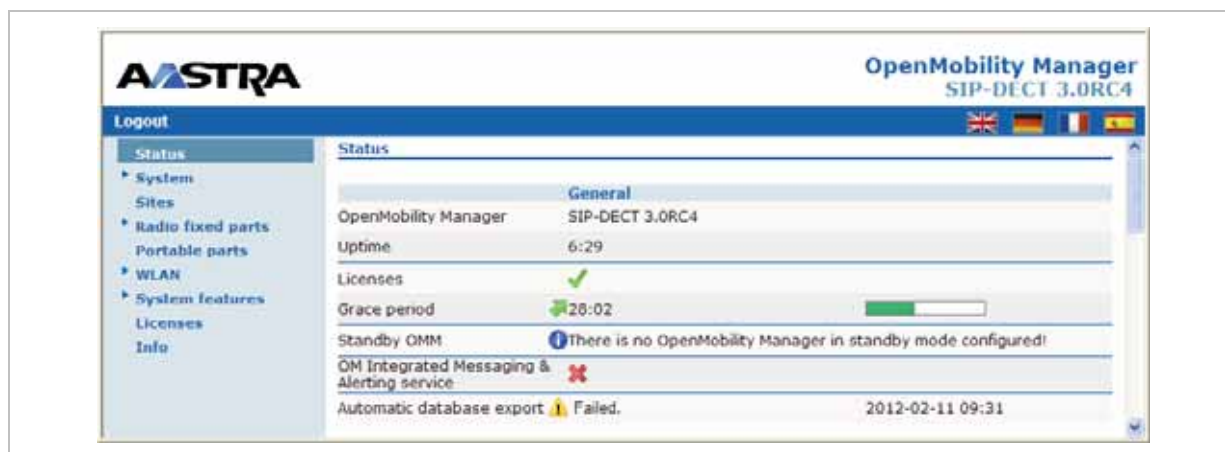 AASTRA
OpenMobility Manager
SIP-DECT 3.0RC4
Logout
Status
System
Sites
Radio fixed parts
Portable parts
WLAN
System features
Licenses
Info
Status
General
OpenMobility Manager SIP-DECT 3.0RC4
Uptime 6:29
Licenses
Grace period 28:02
Standby OMM There is no OpenMobility Manager in standby mode configured!
OM Integrated Messaging &
Alerting service
Automatic database export Failed. 2012-02-11 09:31